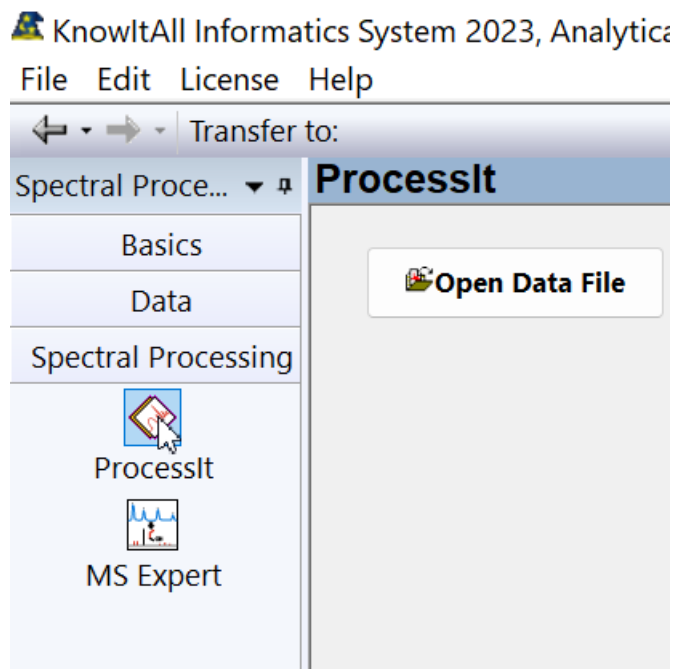 KnowItAll Informatics System 2023, Analytica
File Edit License Help
Transfer to:
Spectral Proce...
ProcessIt
Basics
Open Data File
Data
Spectral Processing
ProcessIt
MS Expert